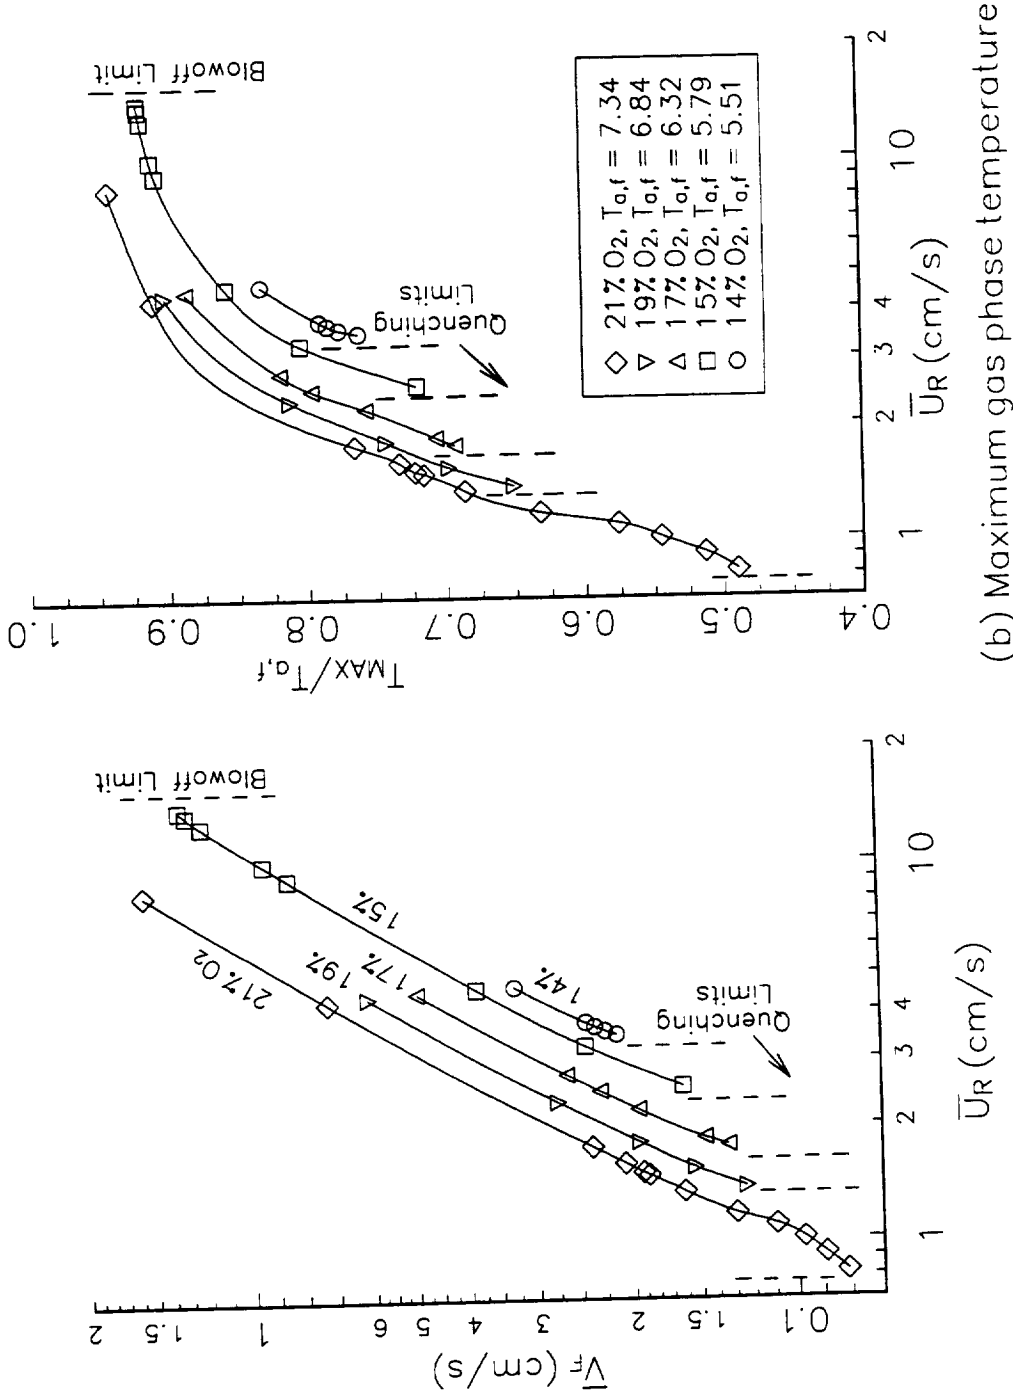 1.0
0.9
0.8
0.7
0.6
0.5
0.4
TMAX/Ta,f
Blowoff Limit
Quenching
Limits
◇ 21% O2, Ta,f = 7.34
▽ 19% O2, Ta,f = 6.84
△ 17% O2, Ta,f = 6.32
□ 15% O2, Ta,f = 5.79
○ 14% O2, Ta,f = 5.51
1
2
3
4
10
2
U̅R (cm/s)
(b) Maximum gas phase temperature
2
1.5
1
6
5
4
3
2
1.5
0.1
V̅F (cm/s)
Blowoff Limit
21% O2
19%
17%
15%
14%
Quenching
Limits
1
2
3
4
10
2
U̅R (cm/s)